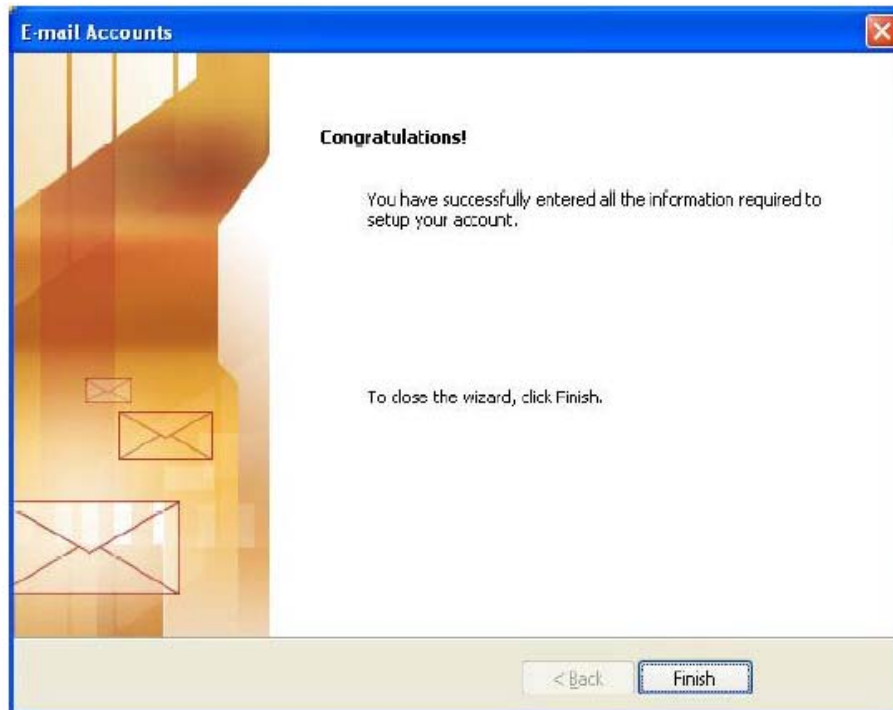 E-mail Accounts
Congratulations!
You have successfully entered all the information required to
setup your account.
To close the wizard, click Finish.
< Back
Finish